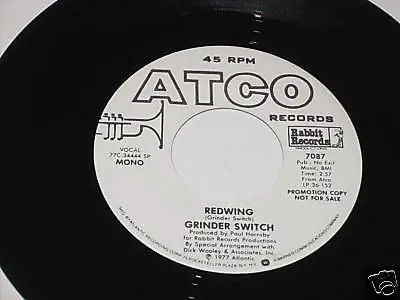 45 RPM
ATCO
RECORDS
VOCAL
77C-34444 SP
MONO
Rabbit
Records
7087
Pub., No Exit
Music, BMI
Time: 2:57
From Atco
LP 36-152
PROMOTION COPY
NOT FOR SALE
REDWING
(Grinder Switch)
GRINDER SWITCH
Produced by Paul Hornsby
for Rabbit Records Productions
By Special Arrangement with
Dick Wooley & Associates, Inc.
℗ 1977 Atlantic